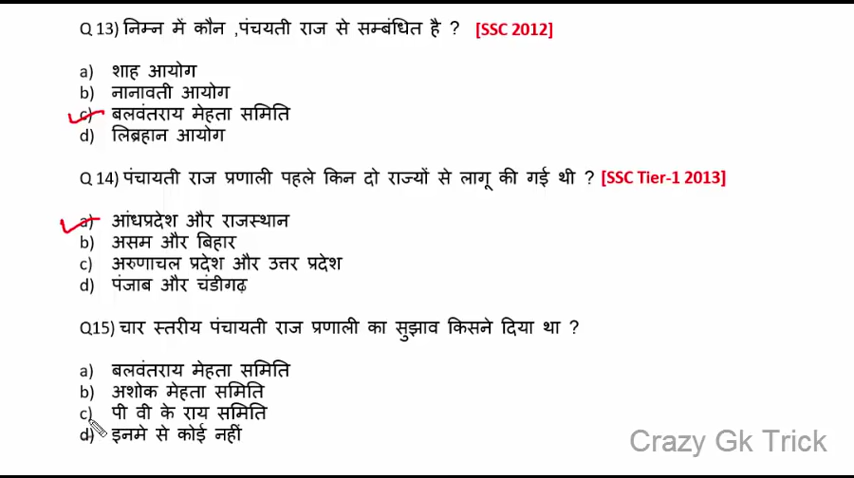 Q 13) निम्न में कौन ,पंचयती राज से सम्बंधित है ? [SSC 2012]
a) शाह आयोग
b) नानावती आयोग
c) बलवंतराय मेहता समिति
d) लिब्रहान आयोग
Q 14) पंचायती राज प्रणाली पहले किन दो राज्यों से लागू की गई थी ? [SSC Tier-1 2013]
a) आंधप्रदेश और राजस्थान
b) असम और बिहार
c) अरुणाचल प्रदेश और उत्तर प्रदेश
d) पंजाब और चंडीगढ़
Q15) चार स्तरीय पंचायती राज प्रणाली का सुझाव किसने दिया था ?
a) बलवंतराय मेहता समिति
b) अशोक मेहता समिति
c) पी वी के राय समिति
d) इनमे से कोई नहीं
Crazy Gk Trick